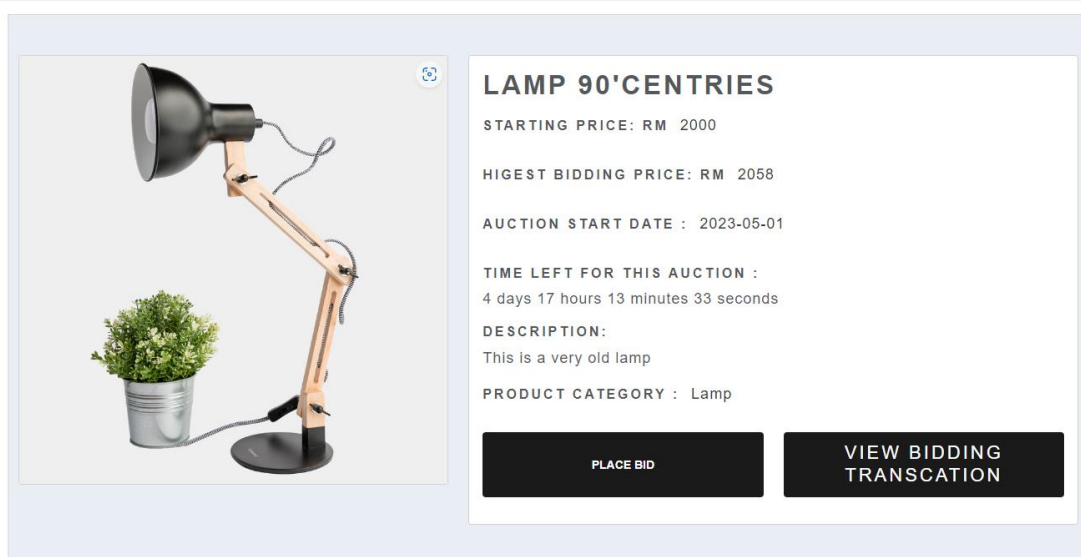 LAMP 90'CENTRIES
STARTING PRICE: RM 2000
HIGEST BIDDING PRICE: RM 2058
AUCTION START DATE : 2023-05-01
TIME LEFT FOR THIS AUCTION :
4 days 17 hours 13 minutes 33 seconds
DESCRIPTION:
This is a very old lamp
PRODUCT CATEGORY : Lamp
PLACE BID
VIEW BIDDING
TRANSCATION